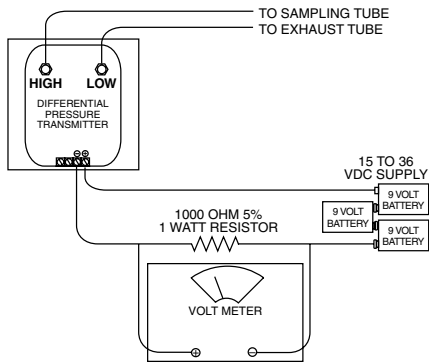 TO SAMPLING TUBE
TO EXHAUST TUBE
HIGH LOW
DIFFERENTIAL
PRESSURE
TRANSMITTER
⊖ ⊕
15 TO 36
VDC SUPPLY
9 VOLT
BATTERY
9 VOLT
BATTERY
9 VOLT
BATTERY
1000 OHM 5%
1 WATT RESISTOR
VOLT METER
⊕ ⊖